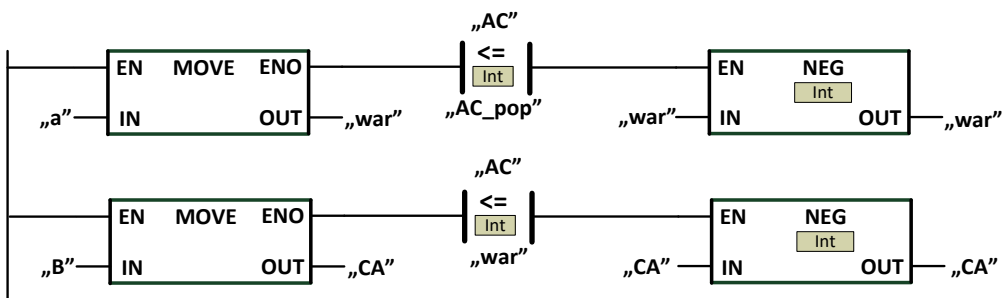 „AC”
EN MOVE ENO <= EN NEG
Int Int
„a” IN OUT „war” „AC_pop” „war” IN OUT „war”
„AC”
EN MOVE ENO <= EN NEG
Int Int
„B” IN OUT „CA” „war” „CA” IN OUT „CA”